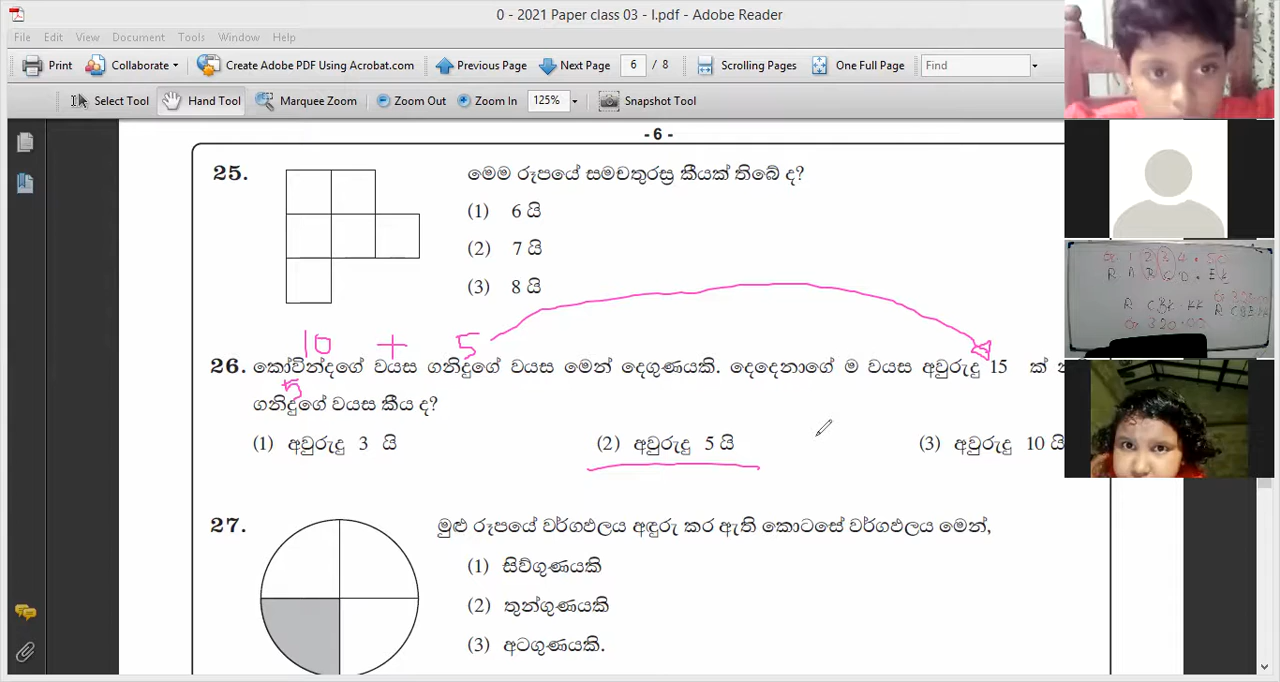 0 - 2021 Paper class 03 - I.pdf - Adobe Reader
File Edit View Document Tools Window Help
Print Collaborate Create Adobe PDF Using Acrobat.com Previous Page Next Page 6 / 8 Scrolling Pages One Full Page Find
Select Tool Hand Tool Marquee Zoom Zoom Out Zoom In 125% Snapshot Tool
- 6 -
25. මෙම රූපයේ සමචතුරස්‍ර කීයක් තිබේ ද?
(1) 6 යි
(2) 7 යි
(3) 8 යි
10 + 5
26. කෝවින්දගේ වයස ගනිදුගේ වයස මෙන් දෙගුණයකි. දෙදෙනාගේ ම වයස අවුරුදු 15 ක්
5
ගනිදුගේ වයස කීය ද?
(1) අවුරුදු 3 යි (2) අවුරුදු 5 යි (3) අවුරුදු 10 යි
27. මුළු රූපයේ වර්ගඵලය අඳුරු කර ඇති කොටසේ වර්ගඵලය මෙන්,
(1) සිව්ගුණයකි
(2) තුන්ගුණයකි
(3) අටගුණයකි.